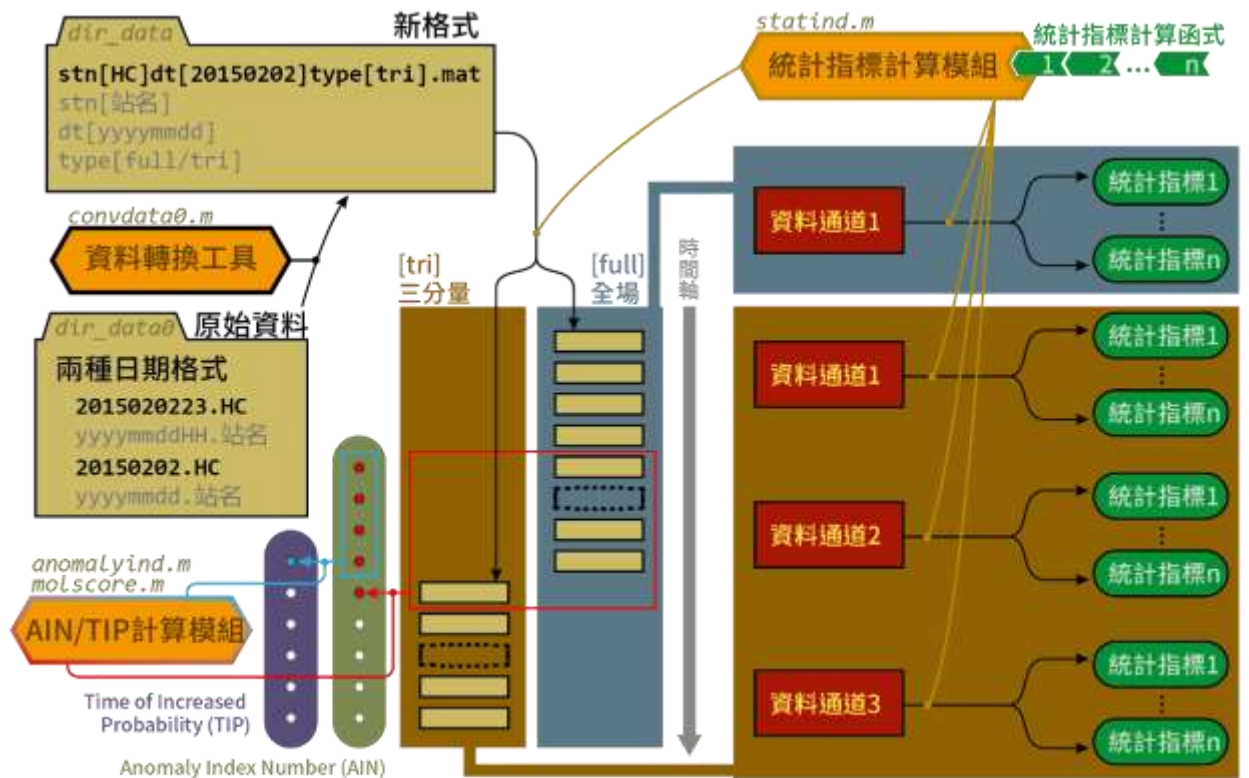 dir_data
新格式
stn[HC]dt[20150202]type[tri].mat
stn[站名]
dt[yyyymmdd]
type[full/tri]
convdata0.m
資料轉換工具
dir_data0
原始資料
兩種日期格式
2015020223.HC
yyyymmddHH.站名
20150202.HC
yyyymmdd.站名
anomalyind.m
molscore.m
AIN/TIP計算模組
Time of Increased
Probability (TIP)
Anomaly Index Number (AIN)
[tri]
三分量
[full]
全場
時間軸
statind.m
統計指標計算模組
統計指標計算函式
1 2 ... n
資料通道1
統計指標1
統計指標n
資料通道1
統計指標1
統計指標n
資料通道2
統計指標1
統計指標n
資料通道3
統計指標1
統計指標n